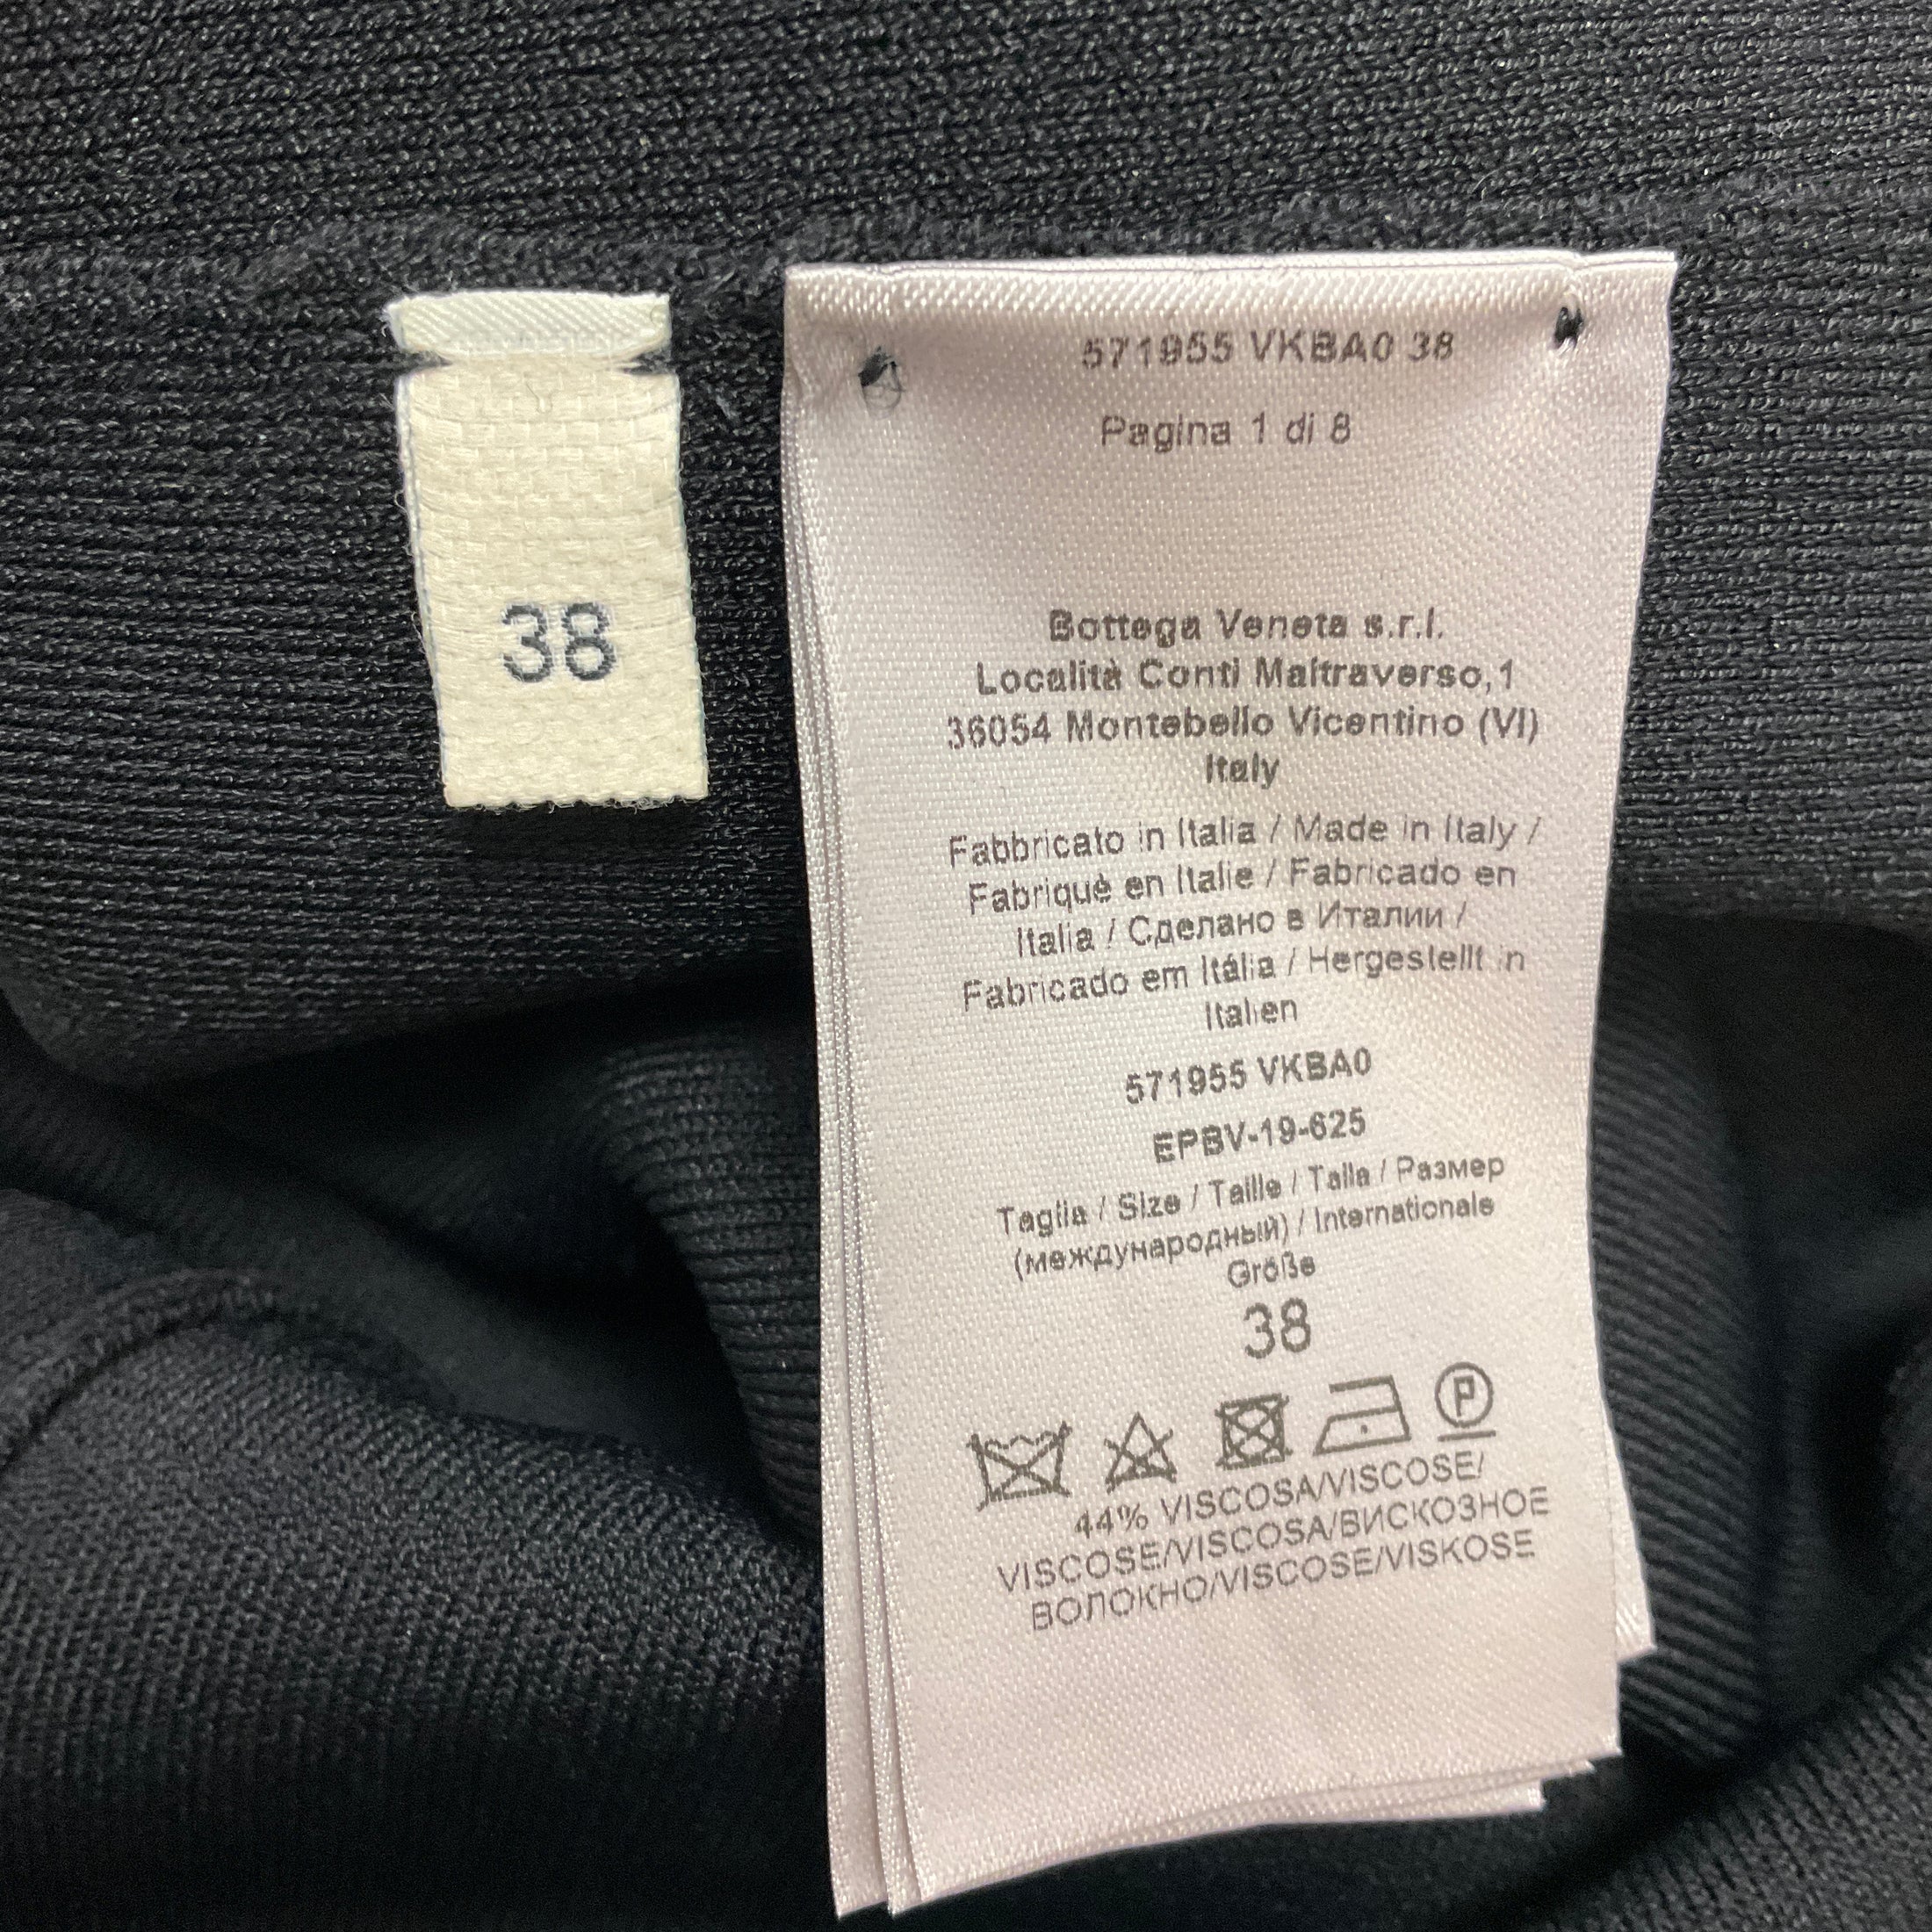 38
571955 VKBA0 38
Pagina 1 di 8
Bottega Veneta s.r.l.
Località Conti Maltraverso,1
36054 Montebello Vicentino (VI)
Italy
Fabbricato in Italia / Made in Italy /
Fabriqué en Italie / Fabricado en
Italia / Сделано в Италии /
Fabricado em Itália / Hergestellt in
Italien
571955 VKBA0
EPBV-19-625
Taglia / Size / Taille / Talla / Размер
(международный) / Internationale
Größe
38
P
44% VISCOSA/VISCOSE/
VISCOSE/VISCOSA/ВИСКОЗНОЕ
ВОЛОКНО/VISCOSE/VISKOSE